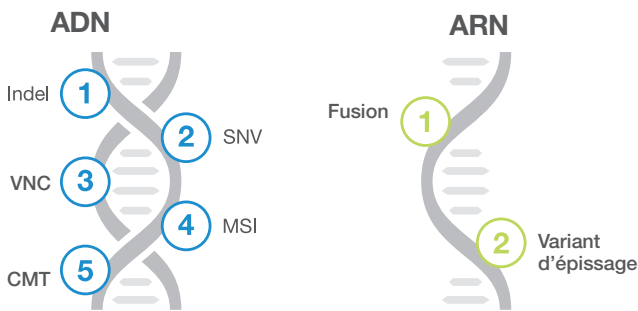 ADN
Indel 1
2 SNV
VNC 3
4 MSI
CMT 5
ARN
Fusion 1
2 Variant
d'épissage